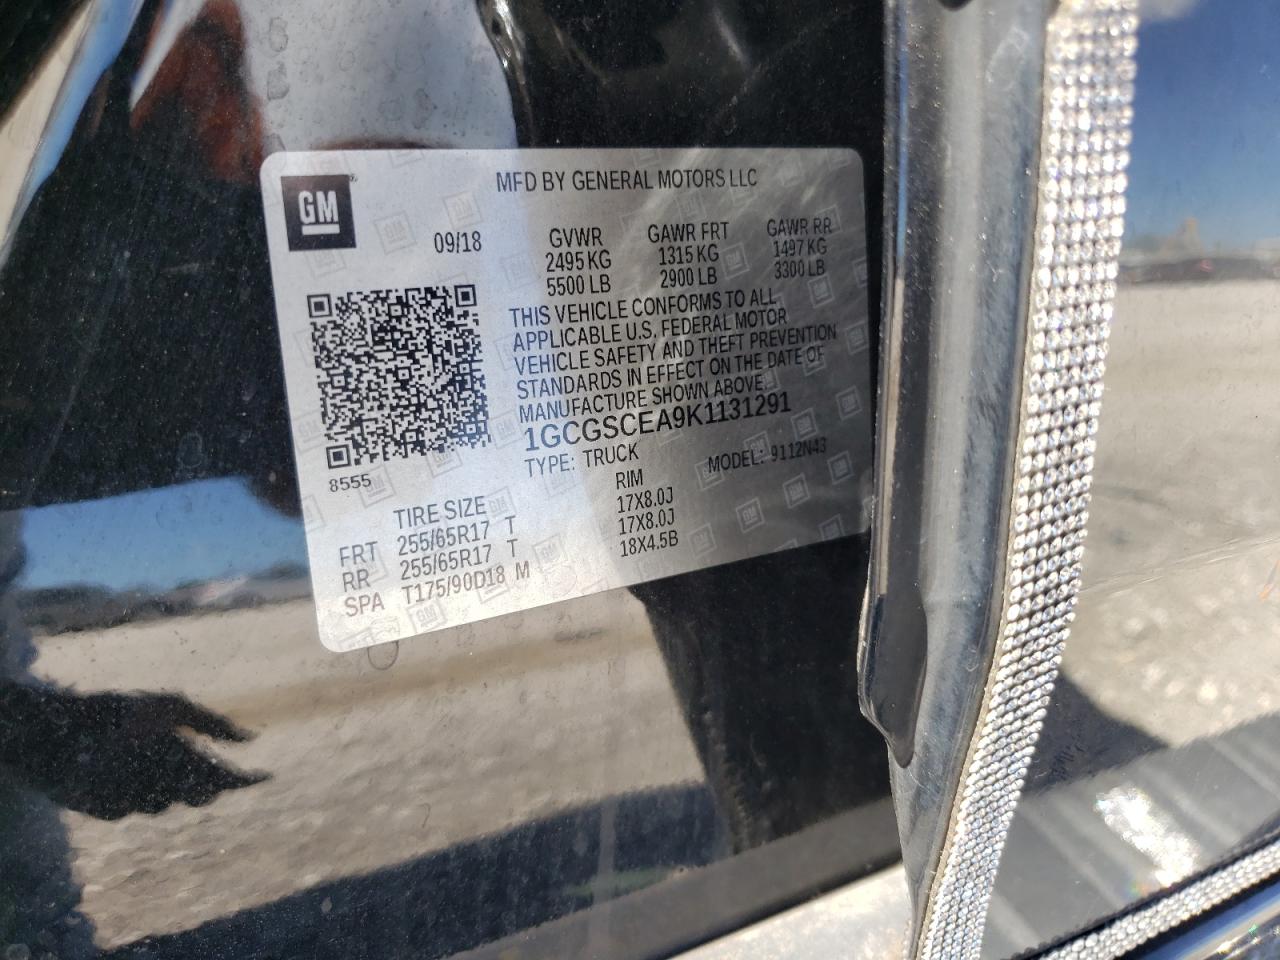 MFD BY GENERAL MOTORS LLC
GM
09/18
GVWR GAWR FRT GAWR RR
2495 KG 1315 KG 1497 KG
5500 LB 2900 LB 3300 LB
THIS VEHICLE CONFORMS TO ALL
APPLICABLE U.S. FEDERAL MOTOR
VEHICLE SAFETY AND THEFT PREVENTION
STANDARDS IN EFFECT ON THE DATE OF
MANUFACTURE SHOWN ABOVE.
1GCGSCEA9K1131291
TYPE: TRUCK MODEL: 9112N43
8555
TIRE SIZE RIM
FRT 255/65R17 T 17X8.0J
RR 255/65R17 T 17X8.0J
SPA T175/90D18 M 18X4.5B